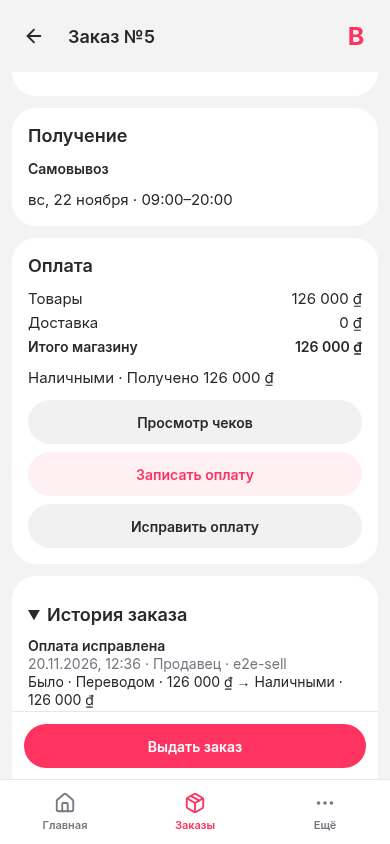 Заказ №5
B
Получение
Самовывоз
вс, 22 ноября · 09:00–20:00
Оплата
Товары 126 000 ₫
Доставка 0 ₫
Итого магазину 126 000 ₫
Наличными · Получено 126 000 ₫
Просмотр чеков
Записать оплату
Исправить оплату
▼ История заказа
Оплата исправлена
20.11.2026, 12:36 · Продавец · e2e-sell
Было · Переводом · 126 000 ₫ → Наличными ·
126 000 ₫
Выдать заказ
Главная Заказы Ещё